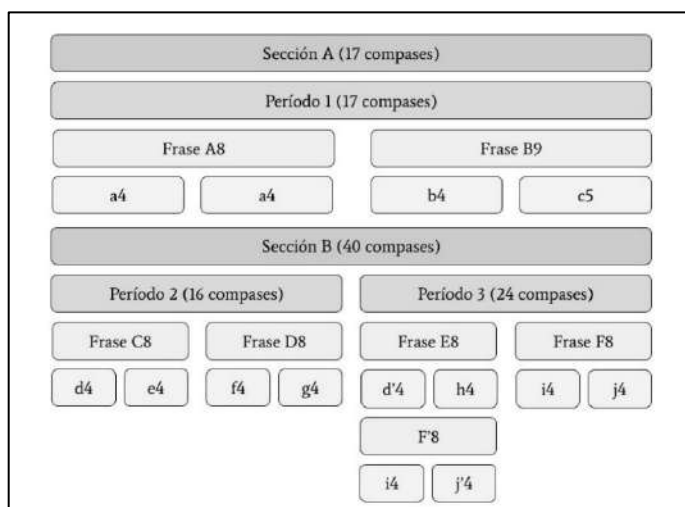 Sección A (17 compases)
Período 1 (17 compases)
Frase A8 Frase B9
a4 a4 b4 c5
Sección B (40 compases)
Período 2 (16 compases) Período 3 (24 compases)
Frase C8 Frase D8 Frase E8 Frase F8
d4 e4 f4 g4 d'4 h4 i4 j4
F'8
i4 j'4